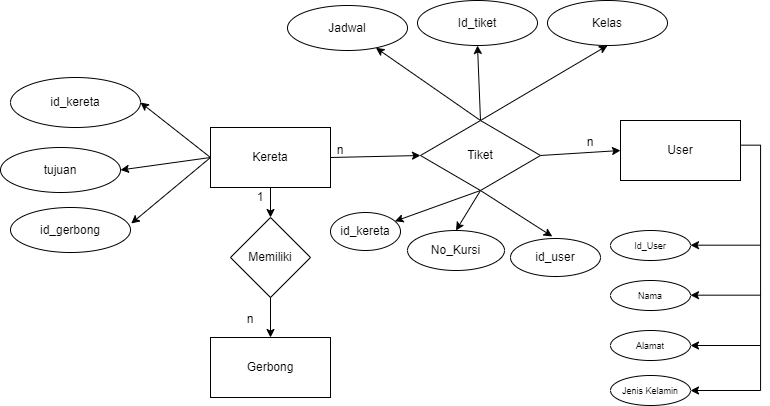 Jadwal
Id_tiket
Kelas
id_kereta
tujuan
id_gerbong
Kereta
n
Tiket
n
User
1
Memiliki
n
Gerbong
id_kereta
No_Kursi
id_user
Id_User
Nama
Alamat
Jenis Kelamin